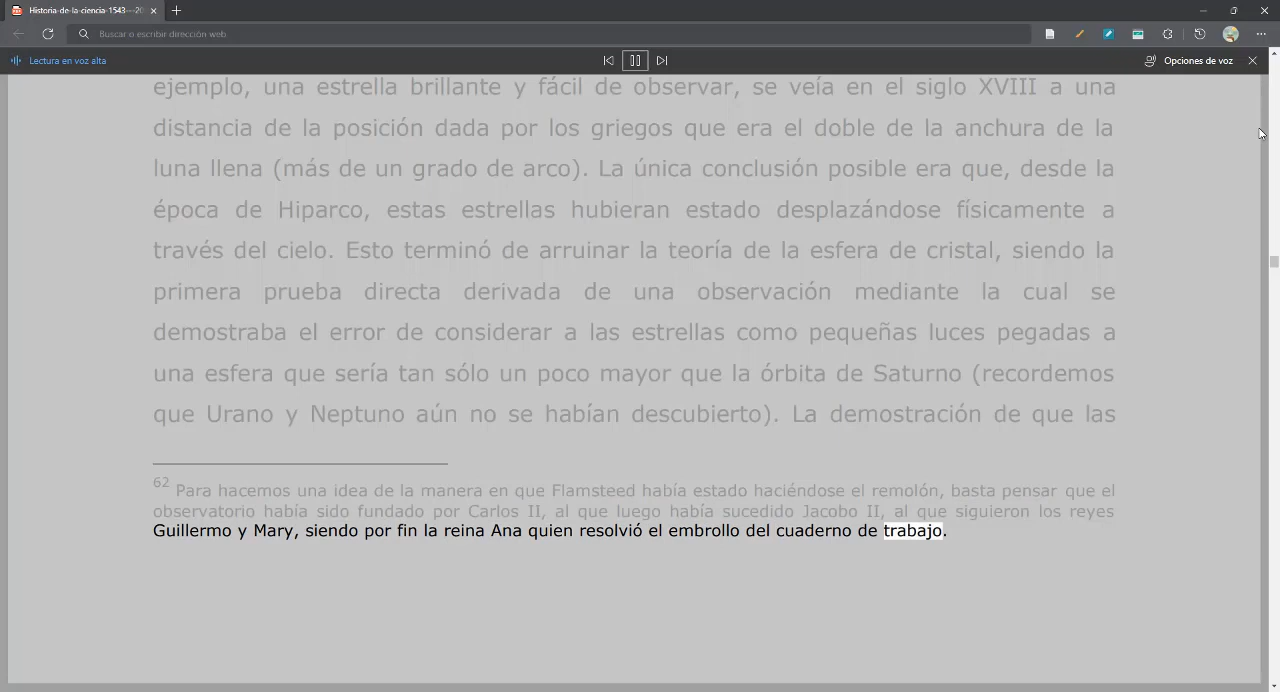 Historia-de-la-ciencia-1543---20
Buscar o escribir dirección web
Lectura en voz alta
Opciones de voz
ejemplo, una estrella brillante y fácil de observar, se veía en el siglo XVIII a una
distancia de la posición dada por los griegos que era el doble de la anchura de la
luna llena (más de un grado de arco). La única conclusión posible era que, desde la
época de Hiparco, estas estrellas hubieran estado desplazándose físicamente a
través del cielo. Esto terminó de arruinar la teoría de la esfera de cristal, siendo la
primera prueba directa derivada de una observación mediante la cual se
demostraba el error de considerar a las estrellas como pequeñas luces pegadas a
una esfera que sería tan sólo un poco mayor que la órbita de Saturno (recordemos
que Urano y Neptuno aún no se habían descubierto). La demostración de que las
62 Para hacemos una idea de la manera en que Flamsteed había estado haciéndose el remolón, basta pensar que el
observatorio había sido fundado por Carlos II, al que luego había sucedido Jacobo II, al que siguieron los reyes
Guillermo y Mary, siendo por fin la reina Ana quien resolvió el embrollo del cuaderno de trabajo.